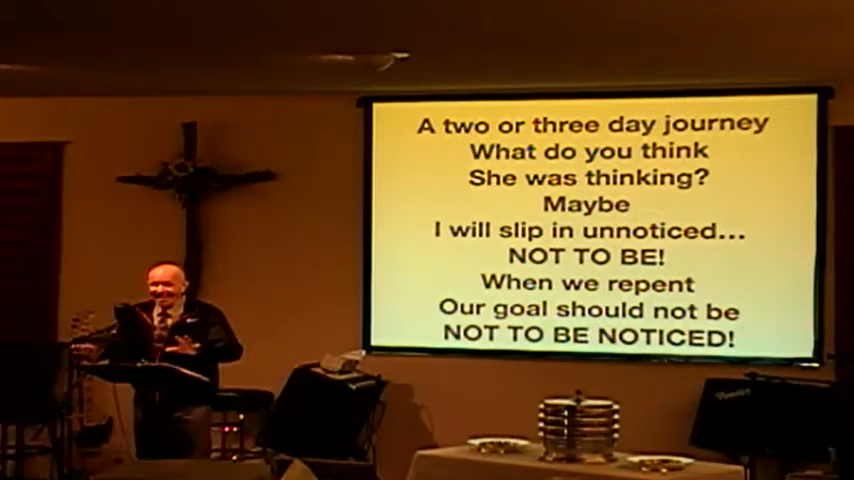 A two or three day journey
What do you think
She was thinking?
Maybe
I will slip in unnoticed...
NOT TO BE!
When we repent
Our goal should not be
NOT TO BE NOTICED!
Fender